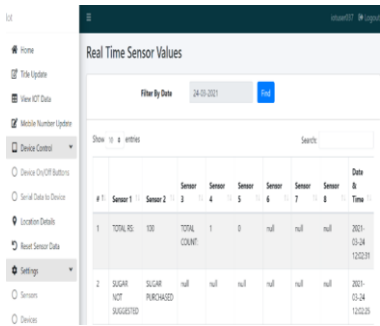 Iot
intuser037 Logout
Home
Title Update
View IOT Data
Mobile Number Update
Device Control
Device On/Off Buttons
Serial Data to Device
Location Details
Reset Sensor Data
Settings
Sensors
Devices
Real Time Sensor Values
Filter By Date 24-03-2021 Find
Show 10 entries Search:
# Sensor 1 Sensor 2 Sensor 3 Sensor 4 Sensor 5 Sensor 6 Sensor 7 Sensor 8 Date & Time
1 TOTAL RS: 100 TOTAL COUNT: 1 0 null null null 2021-03-24 12:02:31
2 SUGAR NOT SUGGESTED SUGAR PURCHASED null null null null null null 2021-03-24 12:02:25